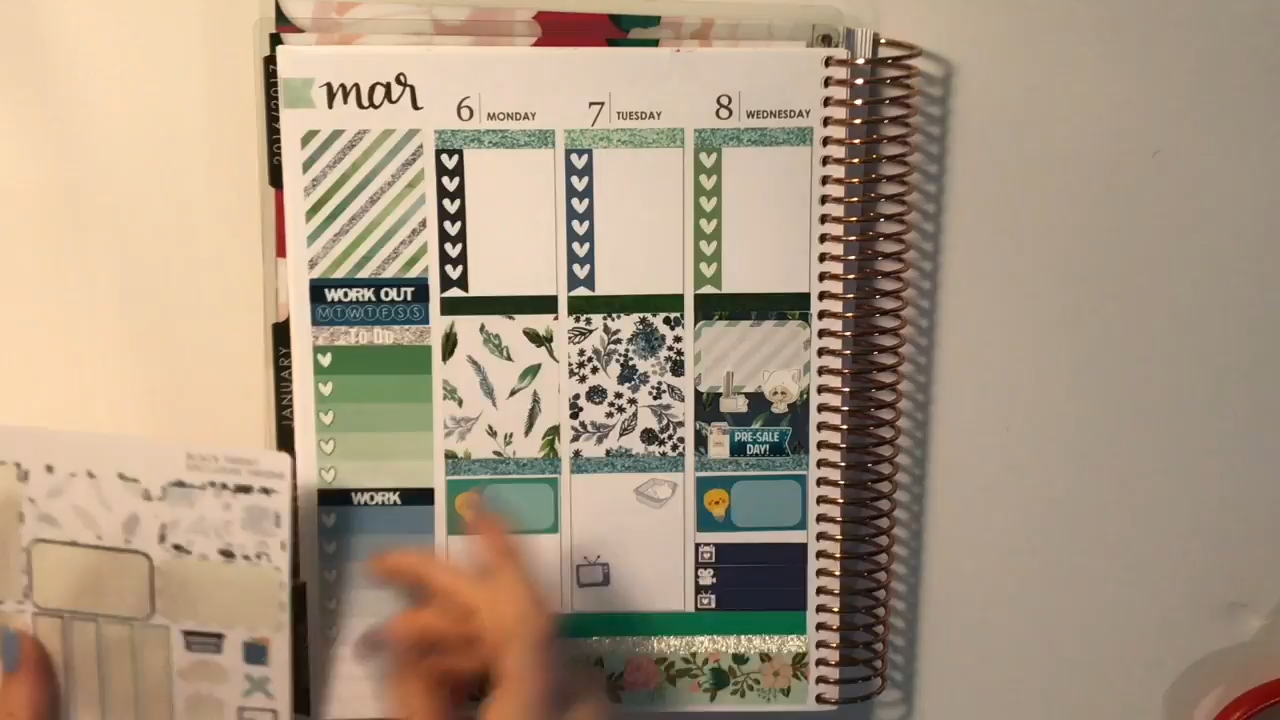 mar
6 MONDAY
7 TUESDAY
8 WEDNESDAY
2016/2017
WORK OUT
MTWTFSS
To Do
JANUARY
PRE-SALE
DAY!
WORK